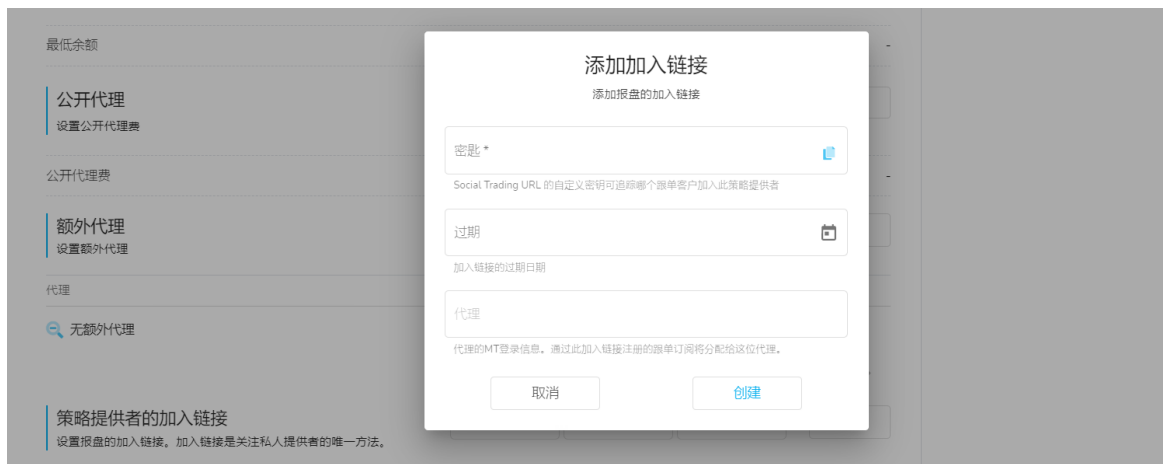 最低余额
-
公开代理
设置公开代理费
公开代理费
-
额外代理
设置额外代理
代理
无额外代理
策略提供者的加入链接
设置报盘的加入链接。加入链接是关注私人提供者的唯一方法。
添加加入链接
添加报盘的加入链接
密匙 *
Social Trading URL 的自定义密钥可追踪哪个跟单客户加入此策略提供者
过期
加入链接的过期日期
代理
代理的MT登录信息。通过此加入链接注册的跟单订阅将分配给这位代理。
取消
创建